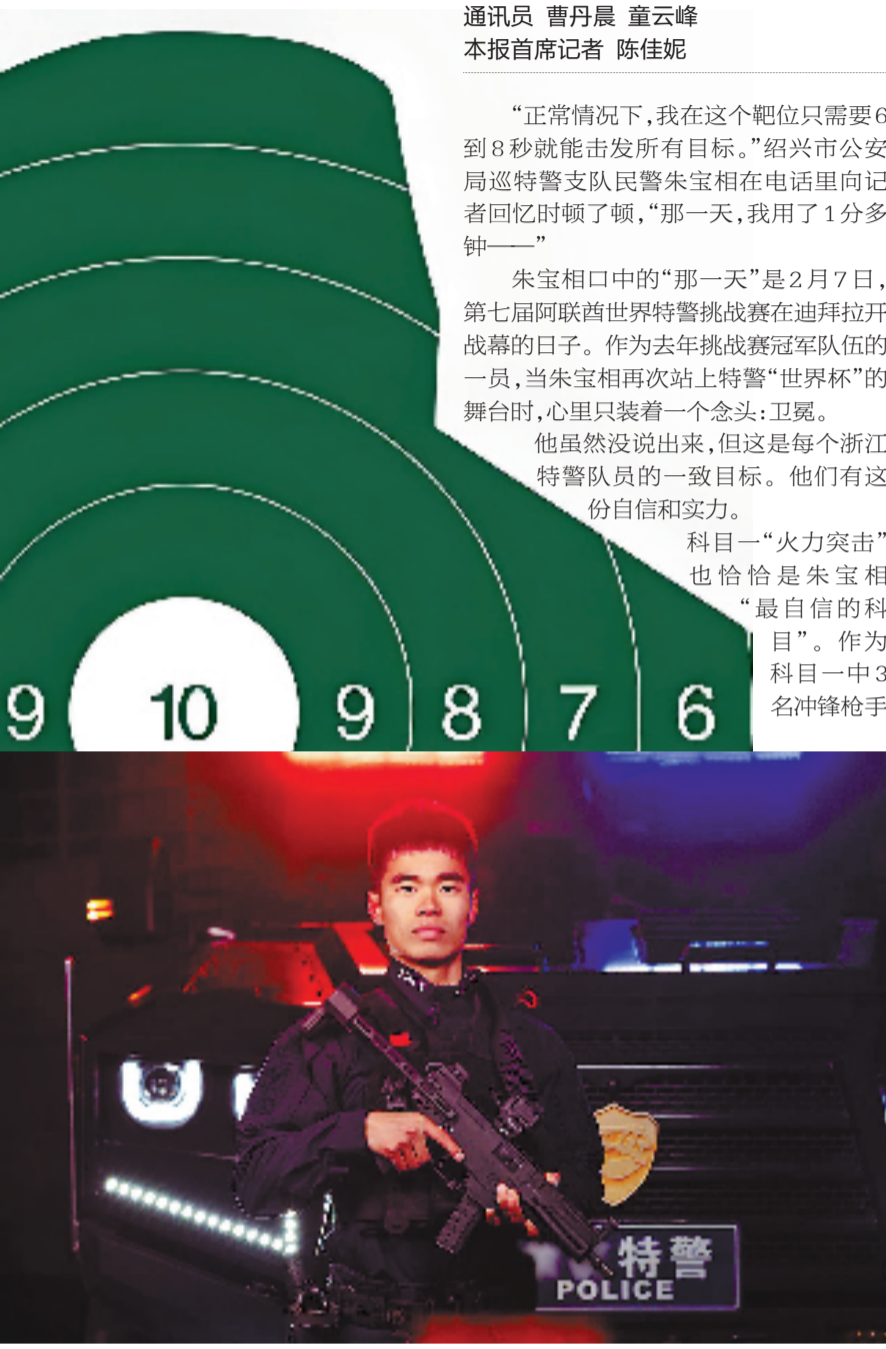 通讯员 曹丹晨 童云峰
本报首席记者 陈佳妮
“正常情况下,我在这个靶位只需要6
到8秒就能击发所有目标。”绍兴市公安
局巡特警支队民警朱宝相在电话里向记
者回忆时顿了顿,“那一天,我用了1分多
钟——”
朱宝相口中的“那一天”是2月7日,
第七届阿联酋世界特警挑战赛在迪拜拉开
战幕的日子。作为去年挑战赛冠军队伍的
一员,当朱宝相再次站上特警“世界杯”的
舞台时,心里只装着一个念头:卫冕。
他虽然没说出来,但这是每个浙江
特警队员的一致目标。他们有这
份自信和实力。
科目一“火力突击”
也恰恰是朱宝相
“最自信的科
目”。作为
科目一中3
名冲锋枪手
9 10 9 8 7 6
特警
POLICE